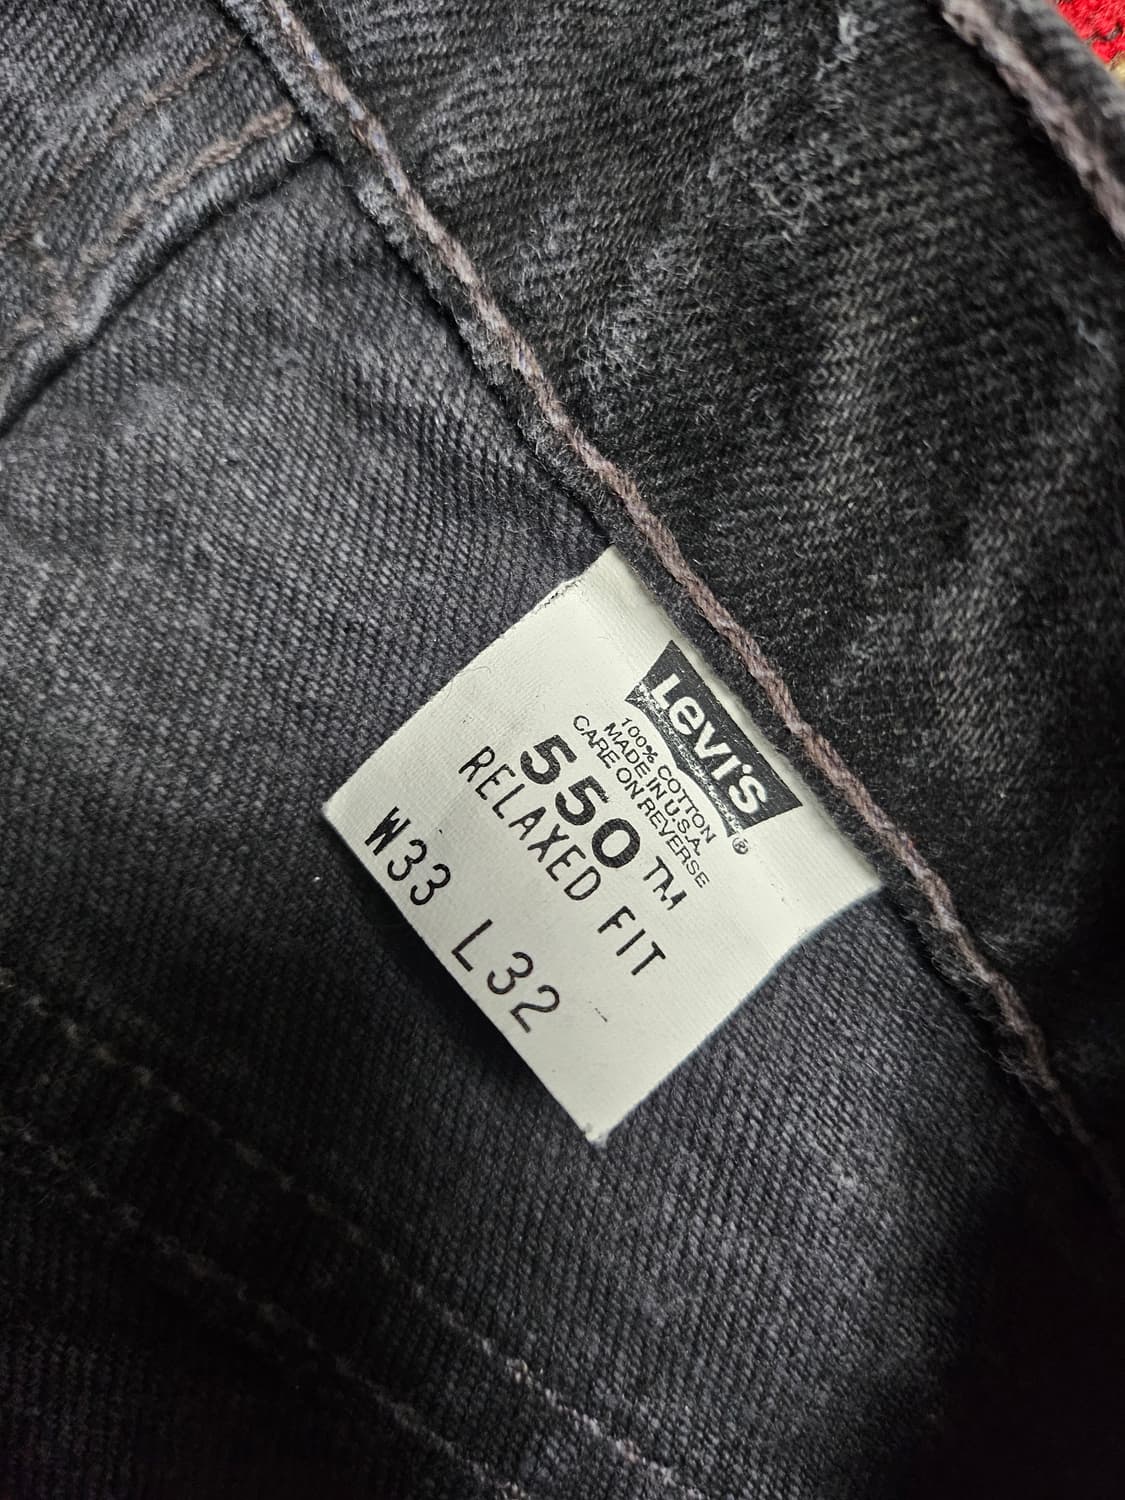 Levi's®
100% COTTON
MADE IN U.S.A.
CARE ON REVERSE
550™
RELAXED FIT
W33 L32